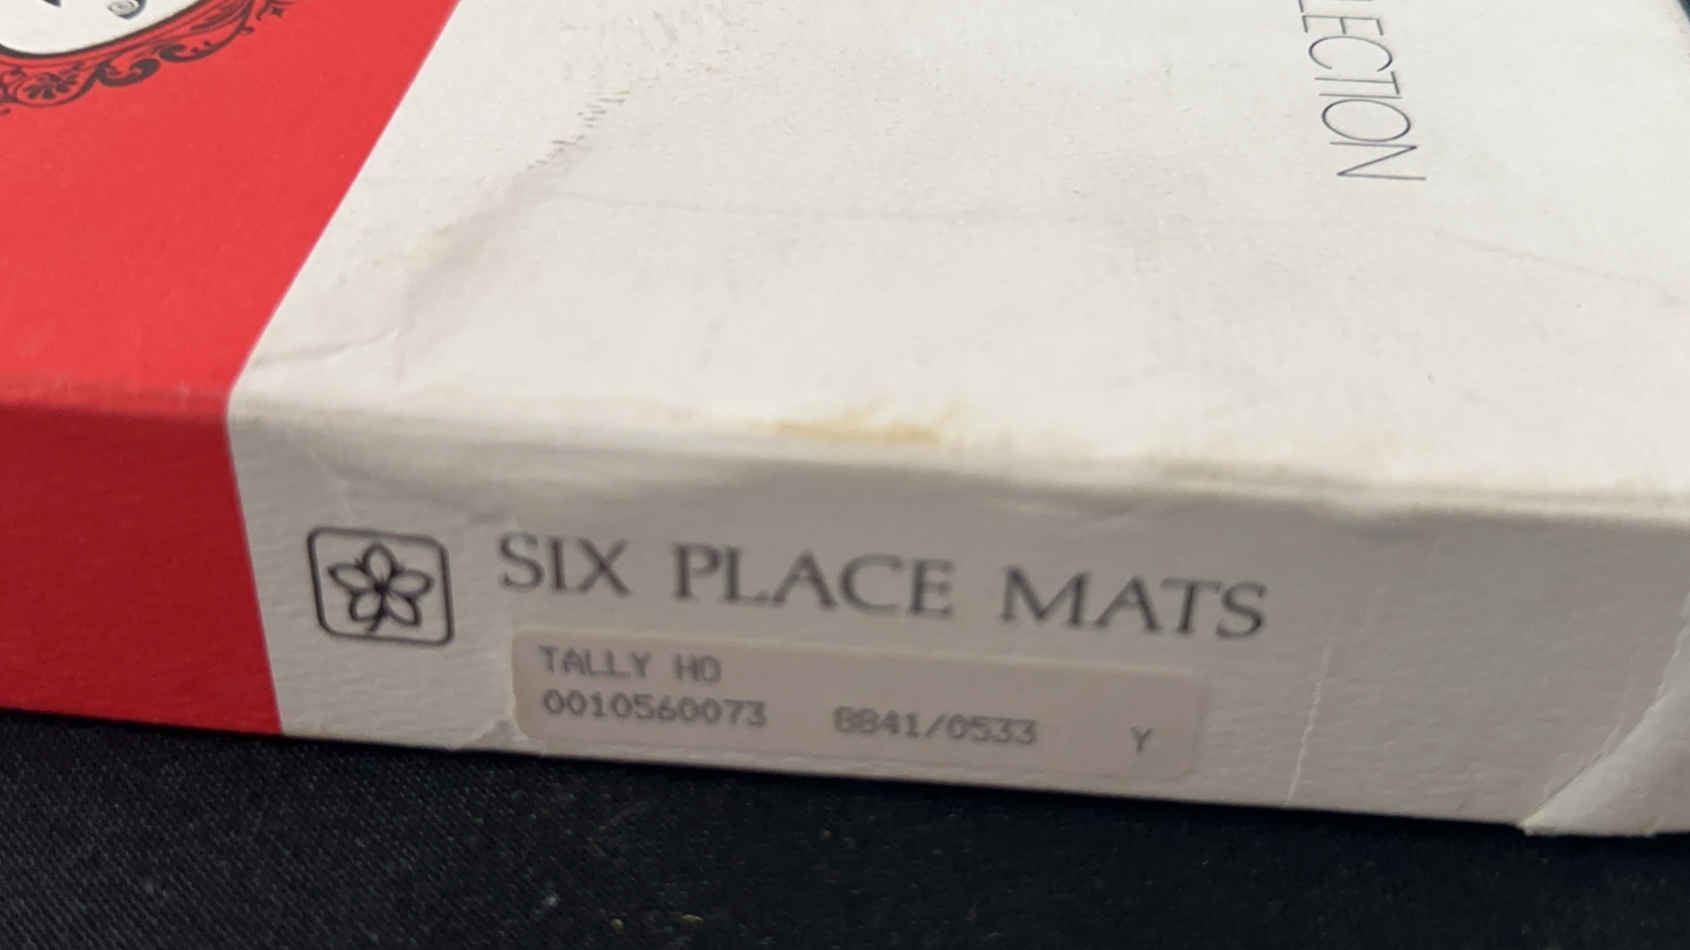 LECTION
SIX PLACE MATS
TALLY HO
0010560073 8841/0533 Y